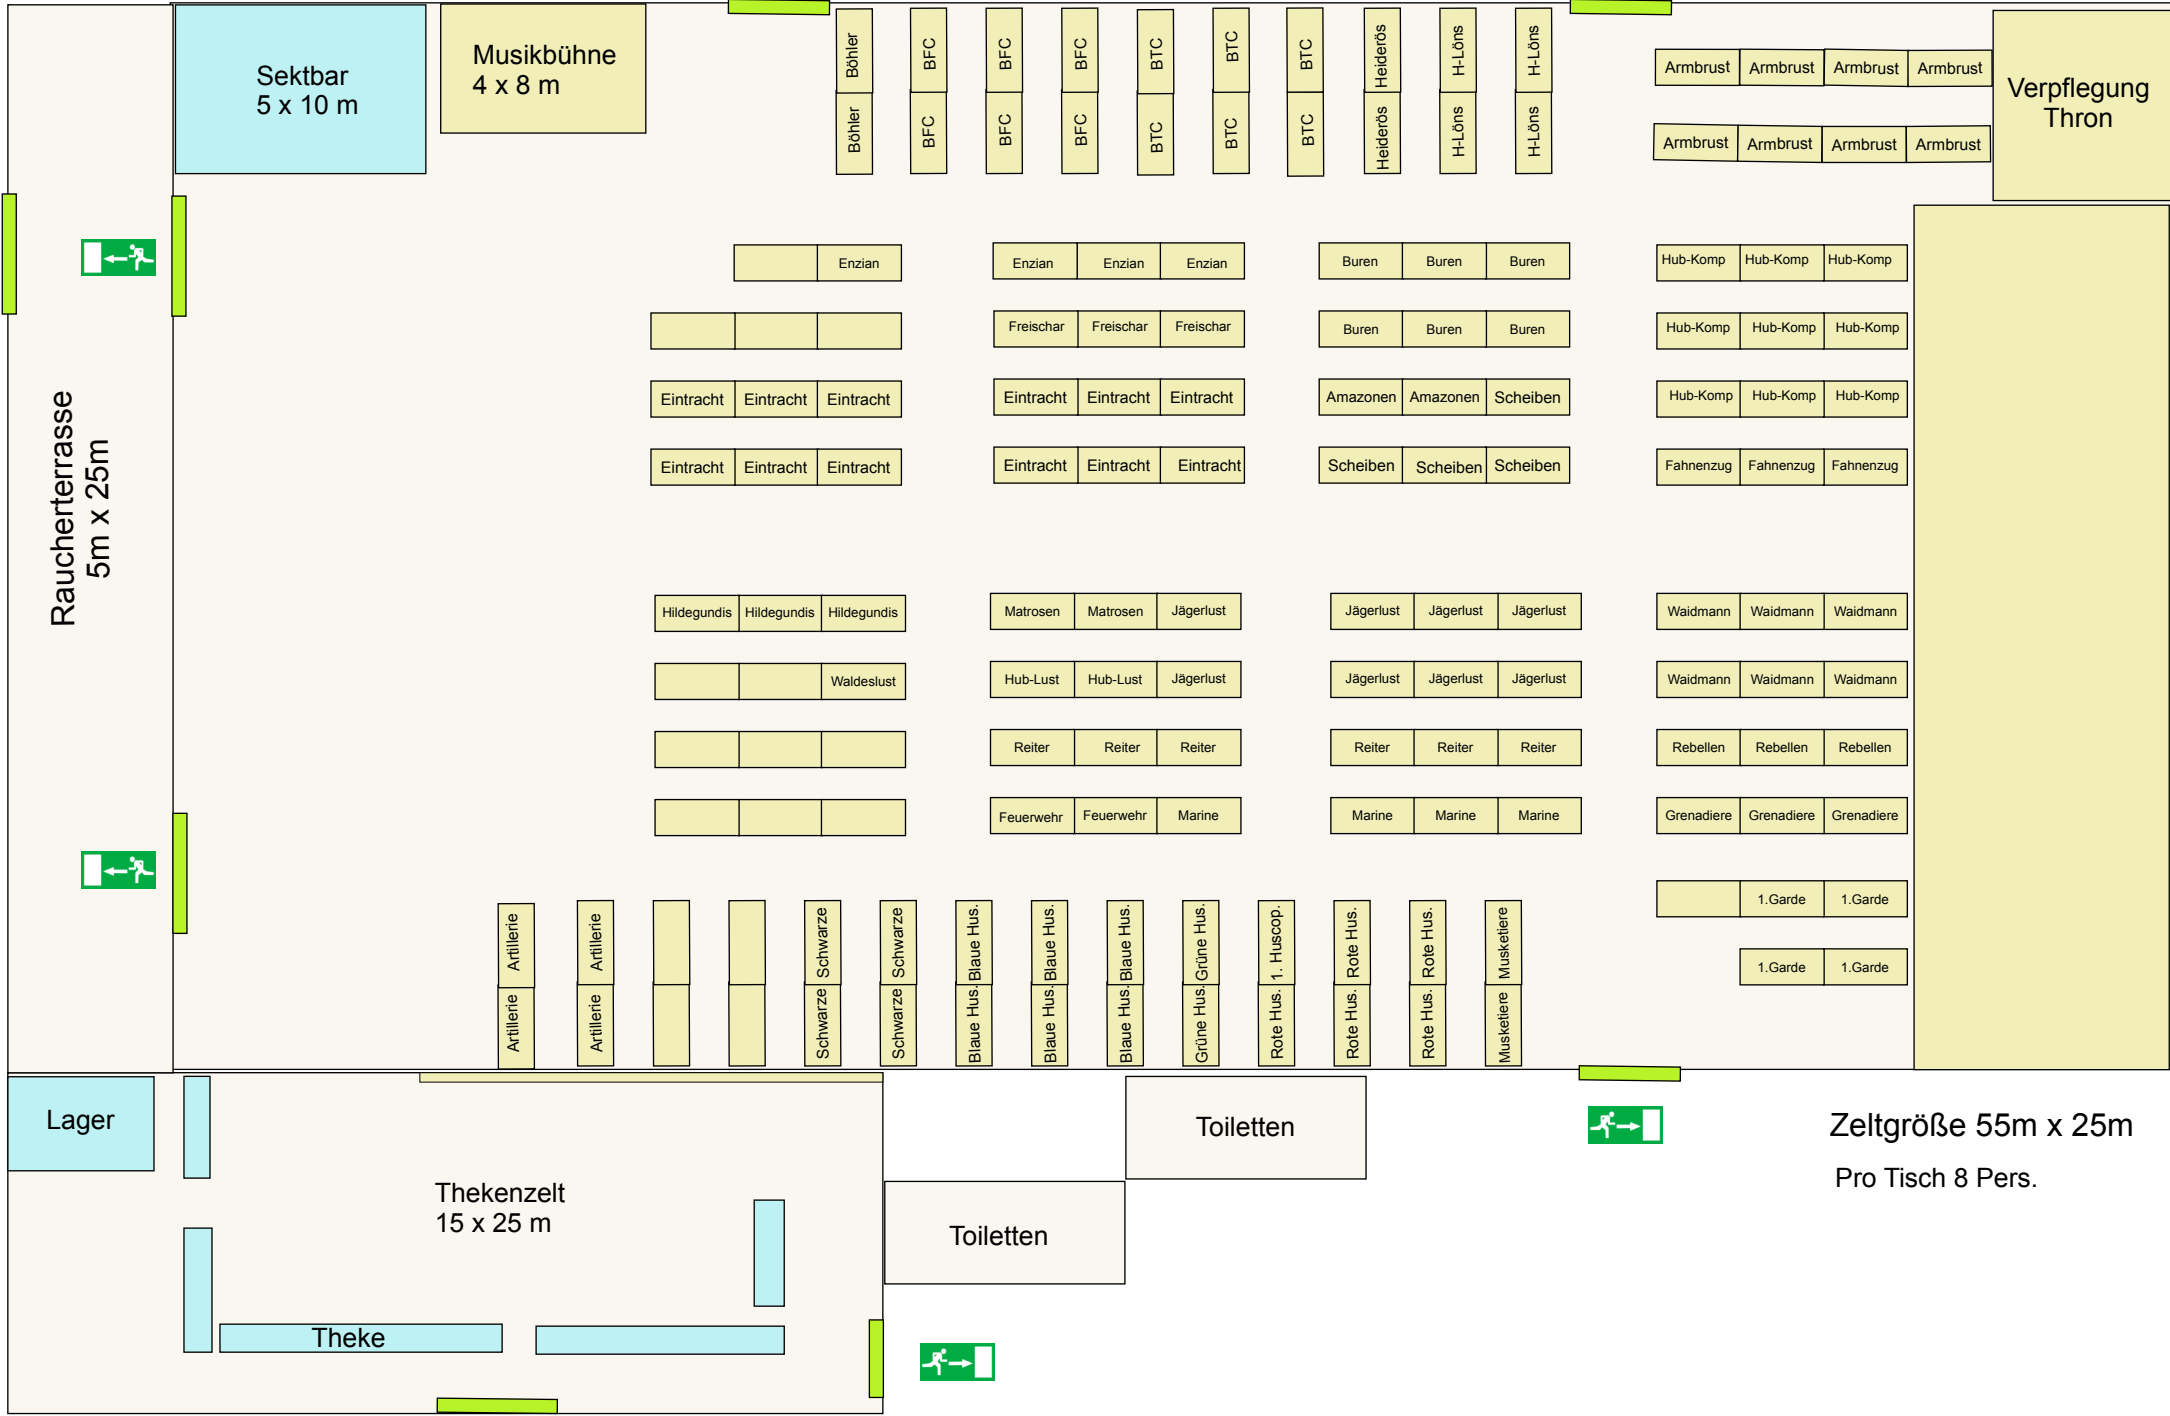 Sektbar
5 x 10 m
Musikbühne
4 x 8 m
Böhler BFC BFC BFC BTC BTC BTC Heiderös H-Löns H-Löns
Böhler BFC BFC BFC BTC BTC BTC Heiderös H-Löns H-Löns
Armbrust Armbrust Armbrust Armbrust
Armbrust Armbrust Armbrust Armbrust
Verpflegung
Thron
Raucherterrasse
5m x 25m
Enzian Enzian Enzian Enzian Buren Buren Buren Hub-Komp Hub-Komp Hub-Komp
Freischar Freischar Freischar Buren Buren Buren Hub-Komp Hub-Komp Hub-Komp
Eintracht Eintracht Eintracht Eintracht Eintracht Eintracht Amazonen Amazonen Scheiben Hub-Komp Hub-Komp Hub-Komp
Eintracht Eintracht Eintracht Eintracht Eintracht Eintracht Scheiben Scheiben Scheiben Fahnenzug Fahnenzug Fahnenzug
Hildegundis Hildegundis Hildegundis Matrosen Matrosen Jägerlust Jägerlust Jägerlust Jägerlust Waidmann Waidmann Waidmann
Waldeslust Hub-Lust Hub-Lust Jägerlust Jägerlust Jägerlust Jägerlust Waidmann Waidmann Waidmann
Reiter Reiter Reiter Reiter Reiter Reiter Rebellen Rebellen Rebellen
Feuerwehr Feuerwehr Marine Marine Marine Marine Grenadiere Grenadiere Grenadiere
1.Garde 1.Garde
1.Garde 1.Garde
Artillerie Artillerie Schwarze Schwarze Blaue Hus. Blaue Hus. Blaue Hus. Grüne Hus. 1. Huscop. Rote Hus. Rote Hus. Musketiere
Artillerie Artillerie Schwarze Schwarze Blaue Hus. Blaue Hus. Blaue Hus. Grüne Hus. Rote Hus. Rote Hus. Rote Hus. Musketiere
Lager
Thekenzelt
15 x 25 m
Theke
Toiletten
Toiletten
Zeltgröße 55m x 25m
Pro Tisch 8 Pers.